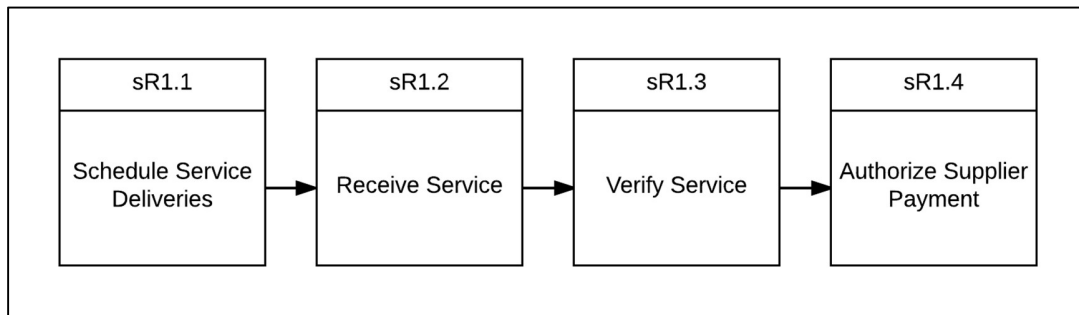 sR1.1
Schedule Service
Deliveries
sR1.2
Receive Service
sR1.3
Verify Service
sR1.4
Authorize Supplier
Payment